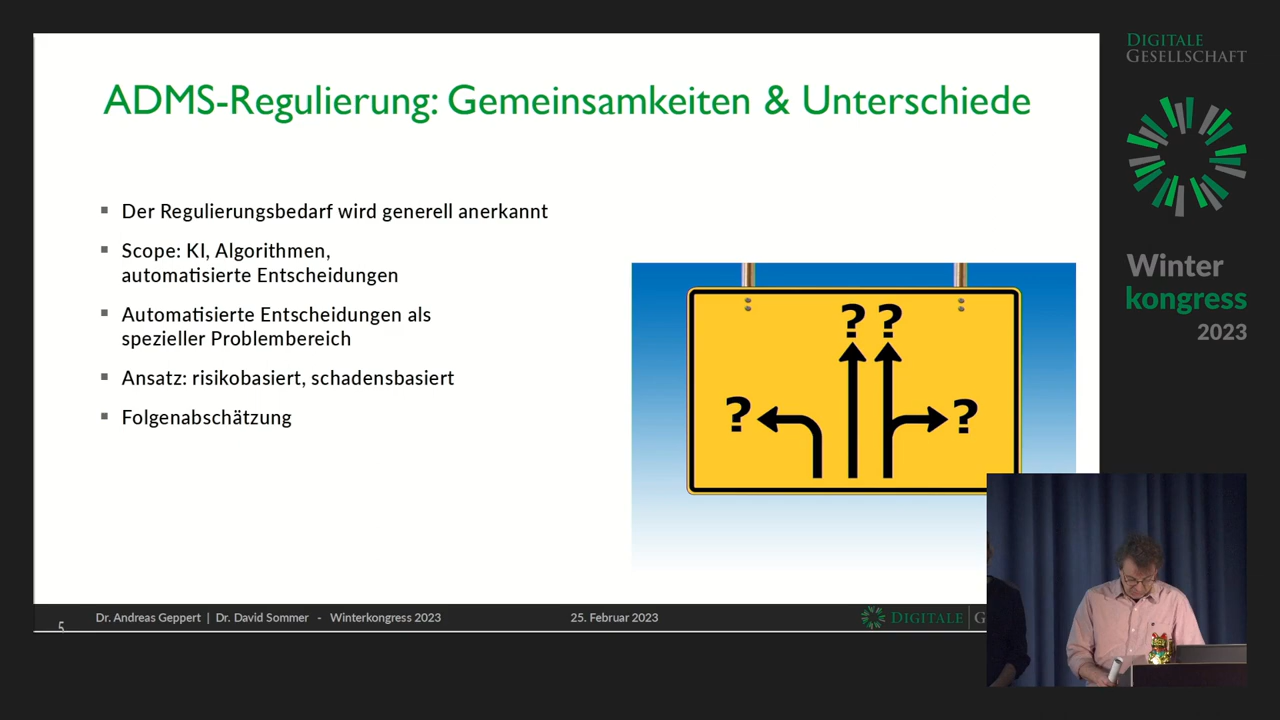 ADMS-Regulierung: Gemeinsamkeiten & Unterschiede
Der Regulierungsbedarf wird generell anerkannt
Scope: KI, Algorithmen,
automatisierte Entscheidungen
Automatisierte Entscheidungen als
spezieller Problembereich
Ansatz: risikobasiert, schadensbasiert
Folgenabschätzung
? ?
? ?
5
Dr. Andreas Geppert | Dr. David Sommer - Winterkongress 2023
25. Februar 2023
DIGITALE G
DIGITALE
GESELLSCHAFT
Winter
kongress
2023